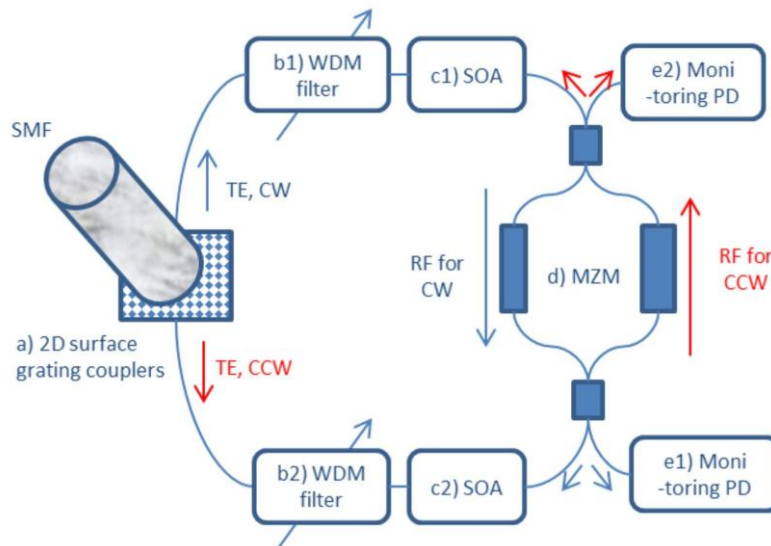 b1) WDM
filter
c1) SOA
e2) Moni
-toring PD
SMF
TE, CW
RF for
CW
d) MZM
RF for
CCW
a) 2D surface
grating couplers
TE, CCW
b2) WDM
filter
c2) SOA
e1) Moni
-toring PD